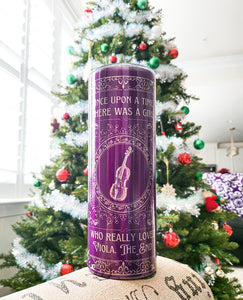 ONCE UPON A TIME
THERE WAS A GIRL
WHO REALLY LOVED
VIOLA. THE END